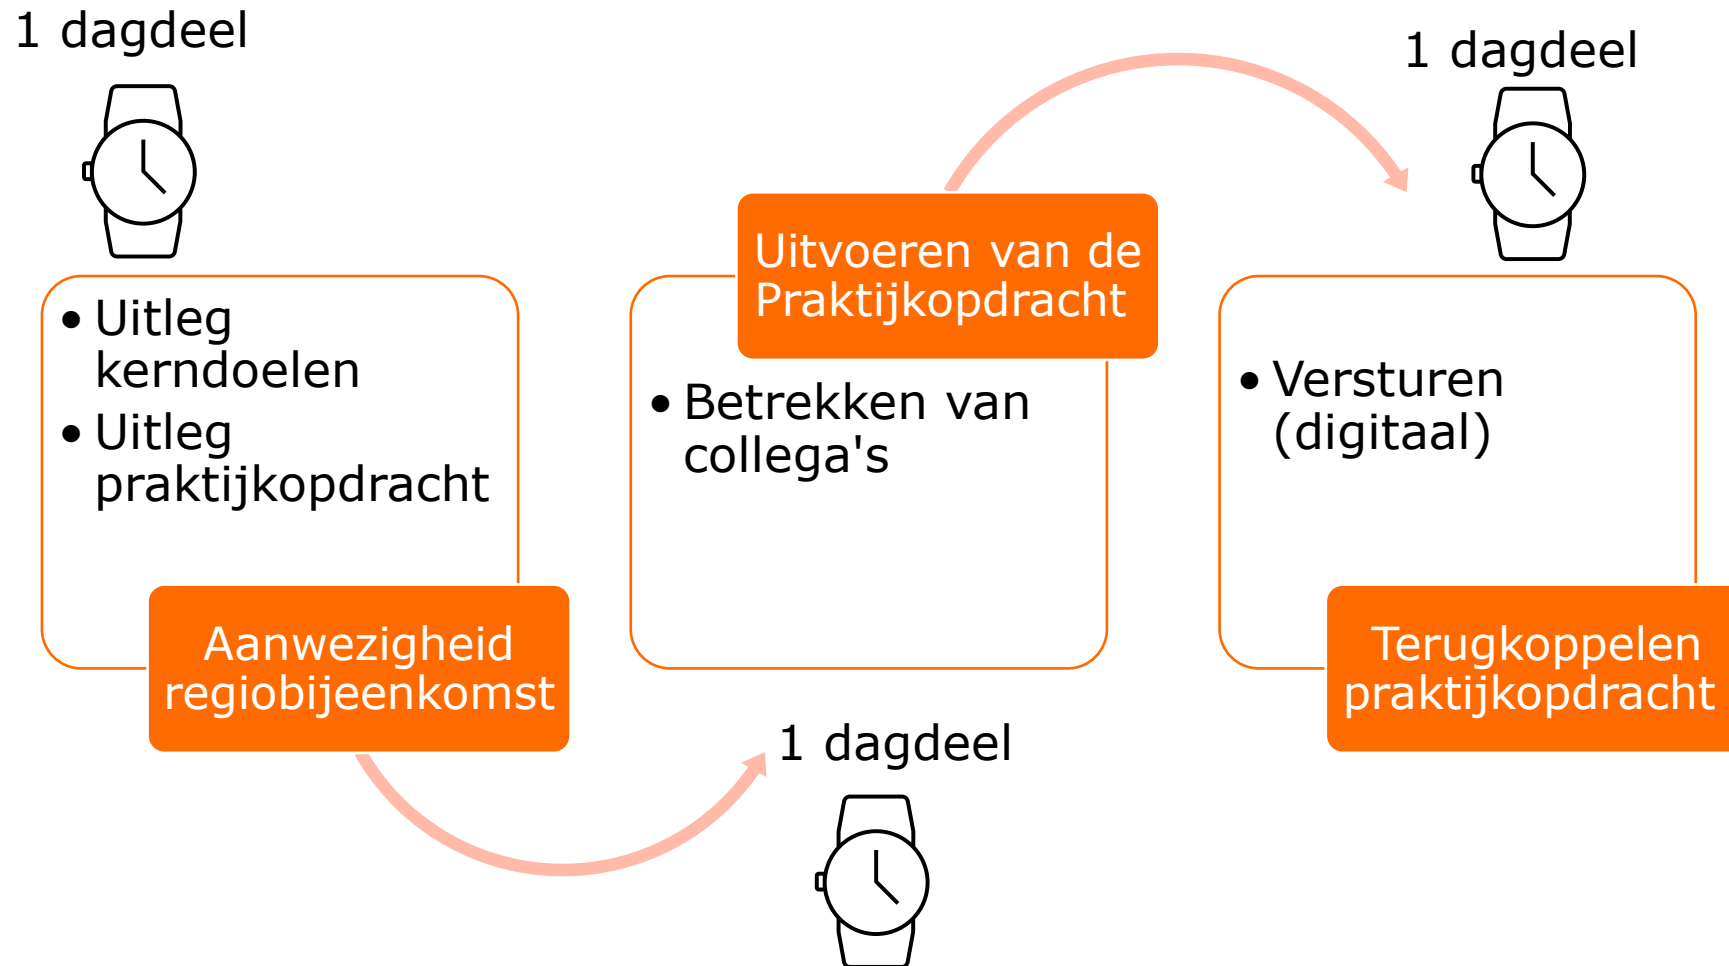 1 dagdeel
• Uitleg
kerndoelen
• Uitleg
praktijkopdracht
Aanwezigheid
regiobijeenkomst
Uitvoeren van de
Praktijkopdracht
• Betrekken van
collega's
1 dagdeel
1 dagdeel
• Versturen
(digitaal)
Terugkoppelen
praktijkopdracht